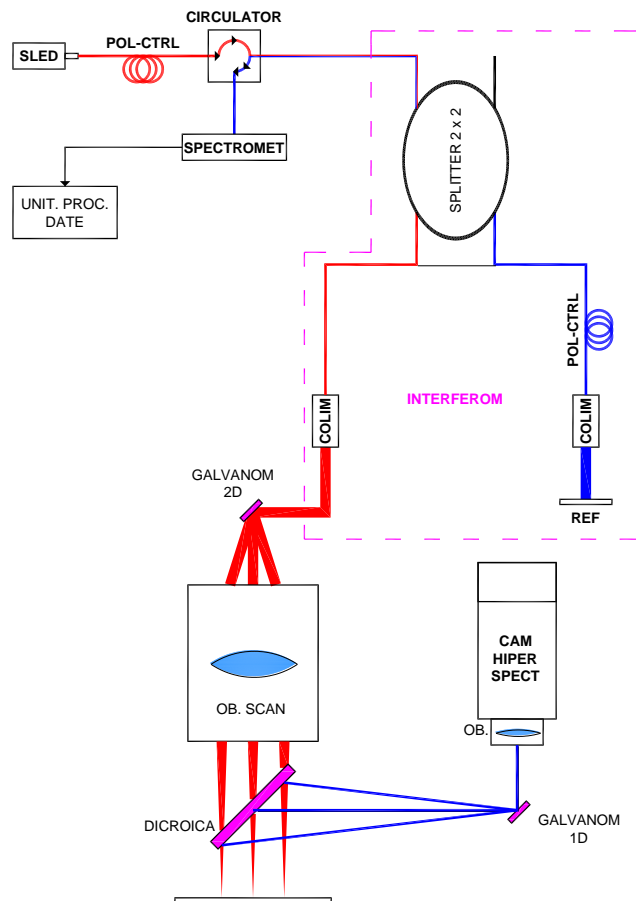 CIRCULATOR
SLED
POL-CTRL
SPECTROMET
UNIT. PROC.
DATE
SPLITTER 2 x 2
POL-CTRL
INTERFEROM
COLIM
COLIM
REF
GALVANOM
2D
OB. SCAN
CAM
HIPER
SPECT
OB.
DICROICA
GALVANOM
1D